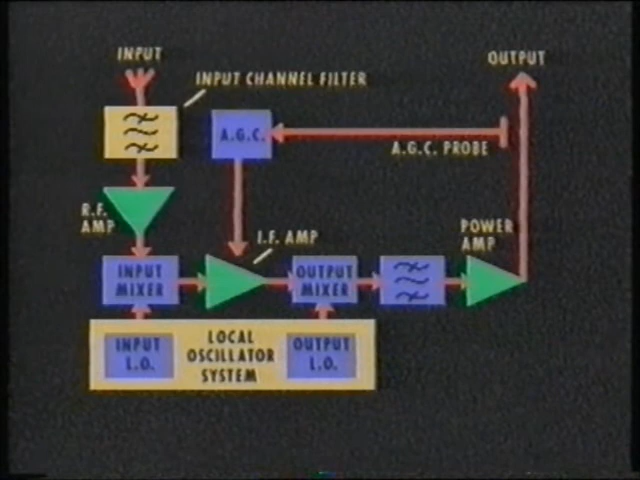 INPUT
OUTPUT
INPUT CHANNEL FILTER
A.G.C.
A.G.C. PROBE
R.F.
AMP
I.F. AMP
POWER
AMP
INPUT
MIXER
OUTPUT
MIXER
INPUT
L.O.
LOCAL
OSCILLATOR
SYSTEM
OUTPUT
L.O.